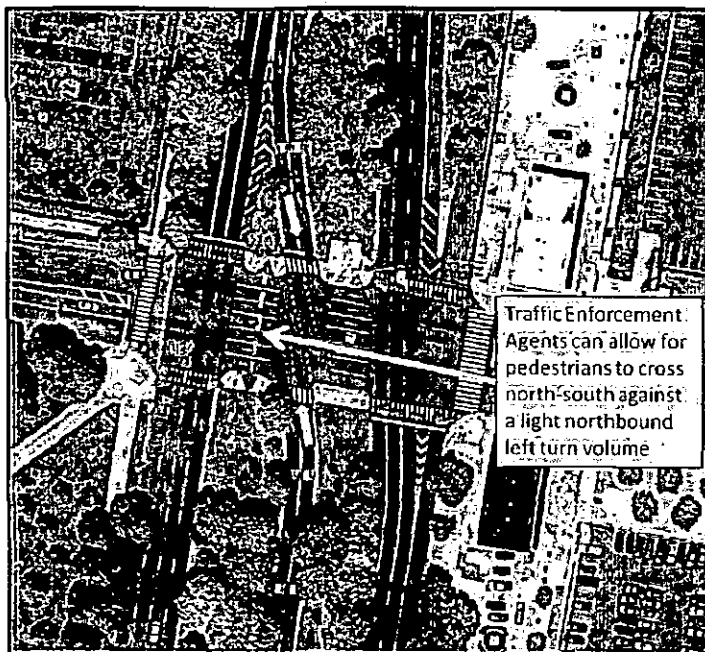 Traffic Enforcement
Agents can allow for
pedestrians to cross
north-south against
a light northbound
left turn volume